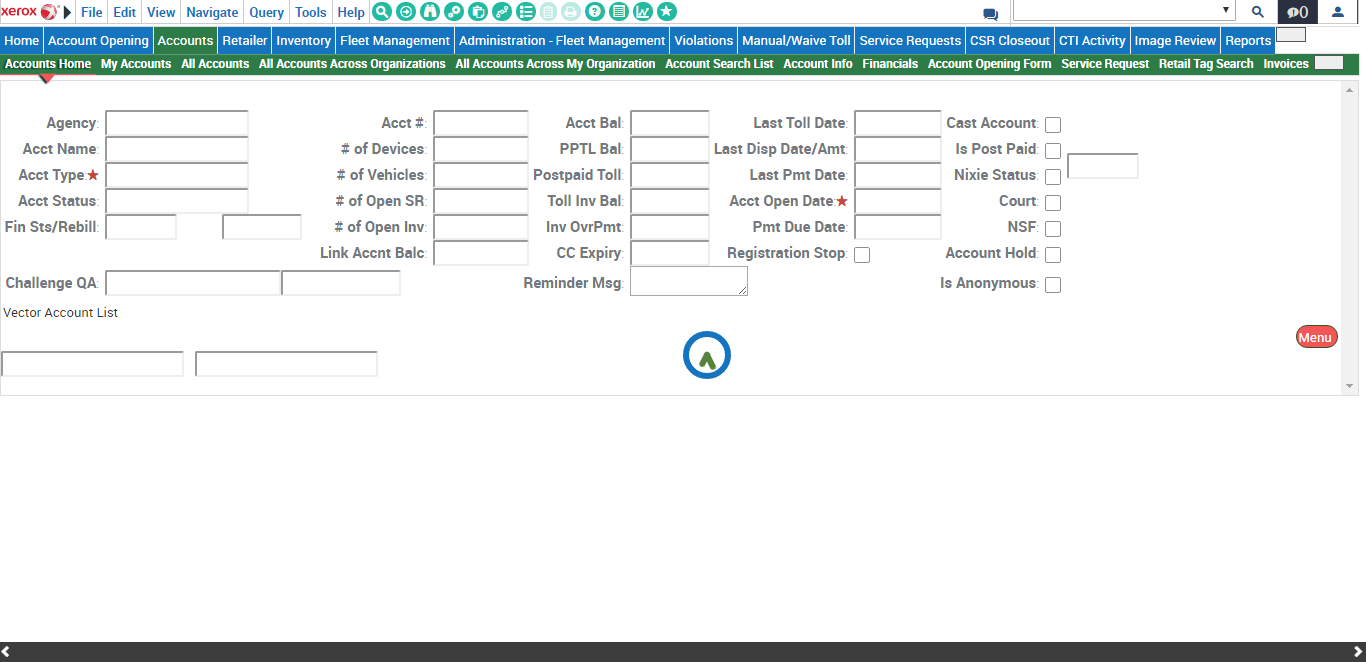 xerox File Edit View Navigate Query Tools Help 0
Home Account Opening Accounts Retailer Inventory Fleet Management Administration - Fleet Management Violations Manual/Waive Toll Service Requests CSR Closeout CTI Activity Image Review Reports
Accounts Home My Accounts All Accounts All Accounts Across Organizations All Accounts Across My Organization Account Search List Account Info Financials Account Opening Form Service Request Retail Tag Search Invoices
Agency: Acct #: Acct Bal: Last Toll Date: Cast Account:
Acct Name: # of Devices: PPTL Bal: Last Disp Date/Amt: Is Post Paid:
Acct Type:★ # of Vehicles: Postpaid Toll: Last Pmt Date: Nixie Status:
Acct Status: # of Open SR: Toll Inv Bal: Acct Open Date:★ Court:
Fin Sts/Rebill: # of Open Inv: Inv OvrPmt: Pmt Due Date: NSF:
Link Accnt Balc: CC Expiry: Registration Stop: Account Hold:
Challenge QA: Reminder Msg: Is Anonymous:
Vector Account List
Menu